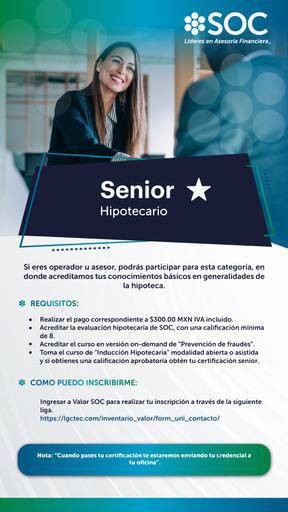 SOC
Líderes en Asesoría Financiera.
Senior
Hipotecario
Si eres operador u asesor, podrás participar para esta categoría, en
donde acreditamos tus conocimientos básicos en generalidades de
la hipoteca.
REQUISITOS:
• Realizar el pago correspondiente a $300.00 MXN IVA incluido.
• Acreditar la evaluación hipotecaria de SOC, con una calificación mínima
de 8.
• Acreditar el curso en versión on-demand de "Prevención de fraudes".
• Toma el curso de "Inducción Hipotecaria" modalidad abierta o asistida
y si obtienes una calificación aprobatoria obtén tu certificación senior.
COMO PUEDO INSCRIBIRME:
Ingresar a Valor SOC para realizar tu inscripción a través de la siguiente
liga.
https://lgctec.com/inventario_valor/form_uni_contacto/
Nota: "Cuando pases tu certificación te estaremos enviando tu credencial a
tu oficina".